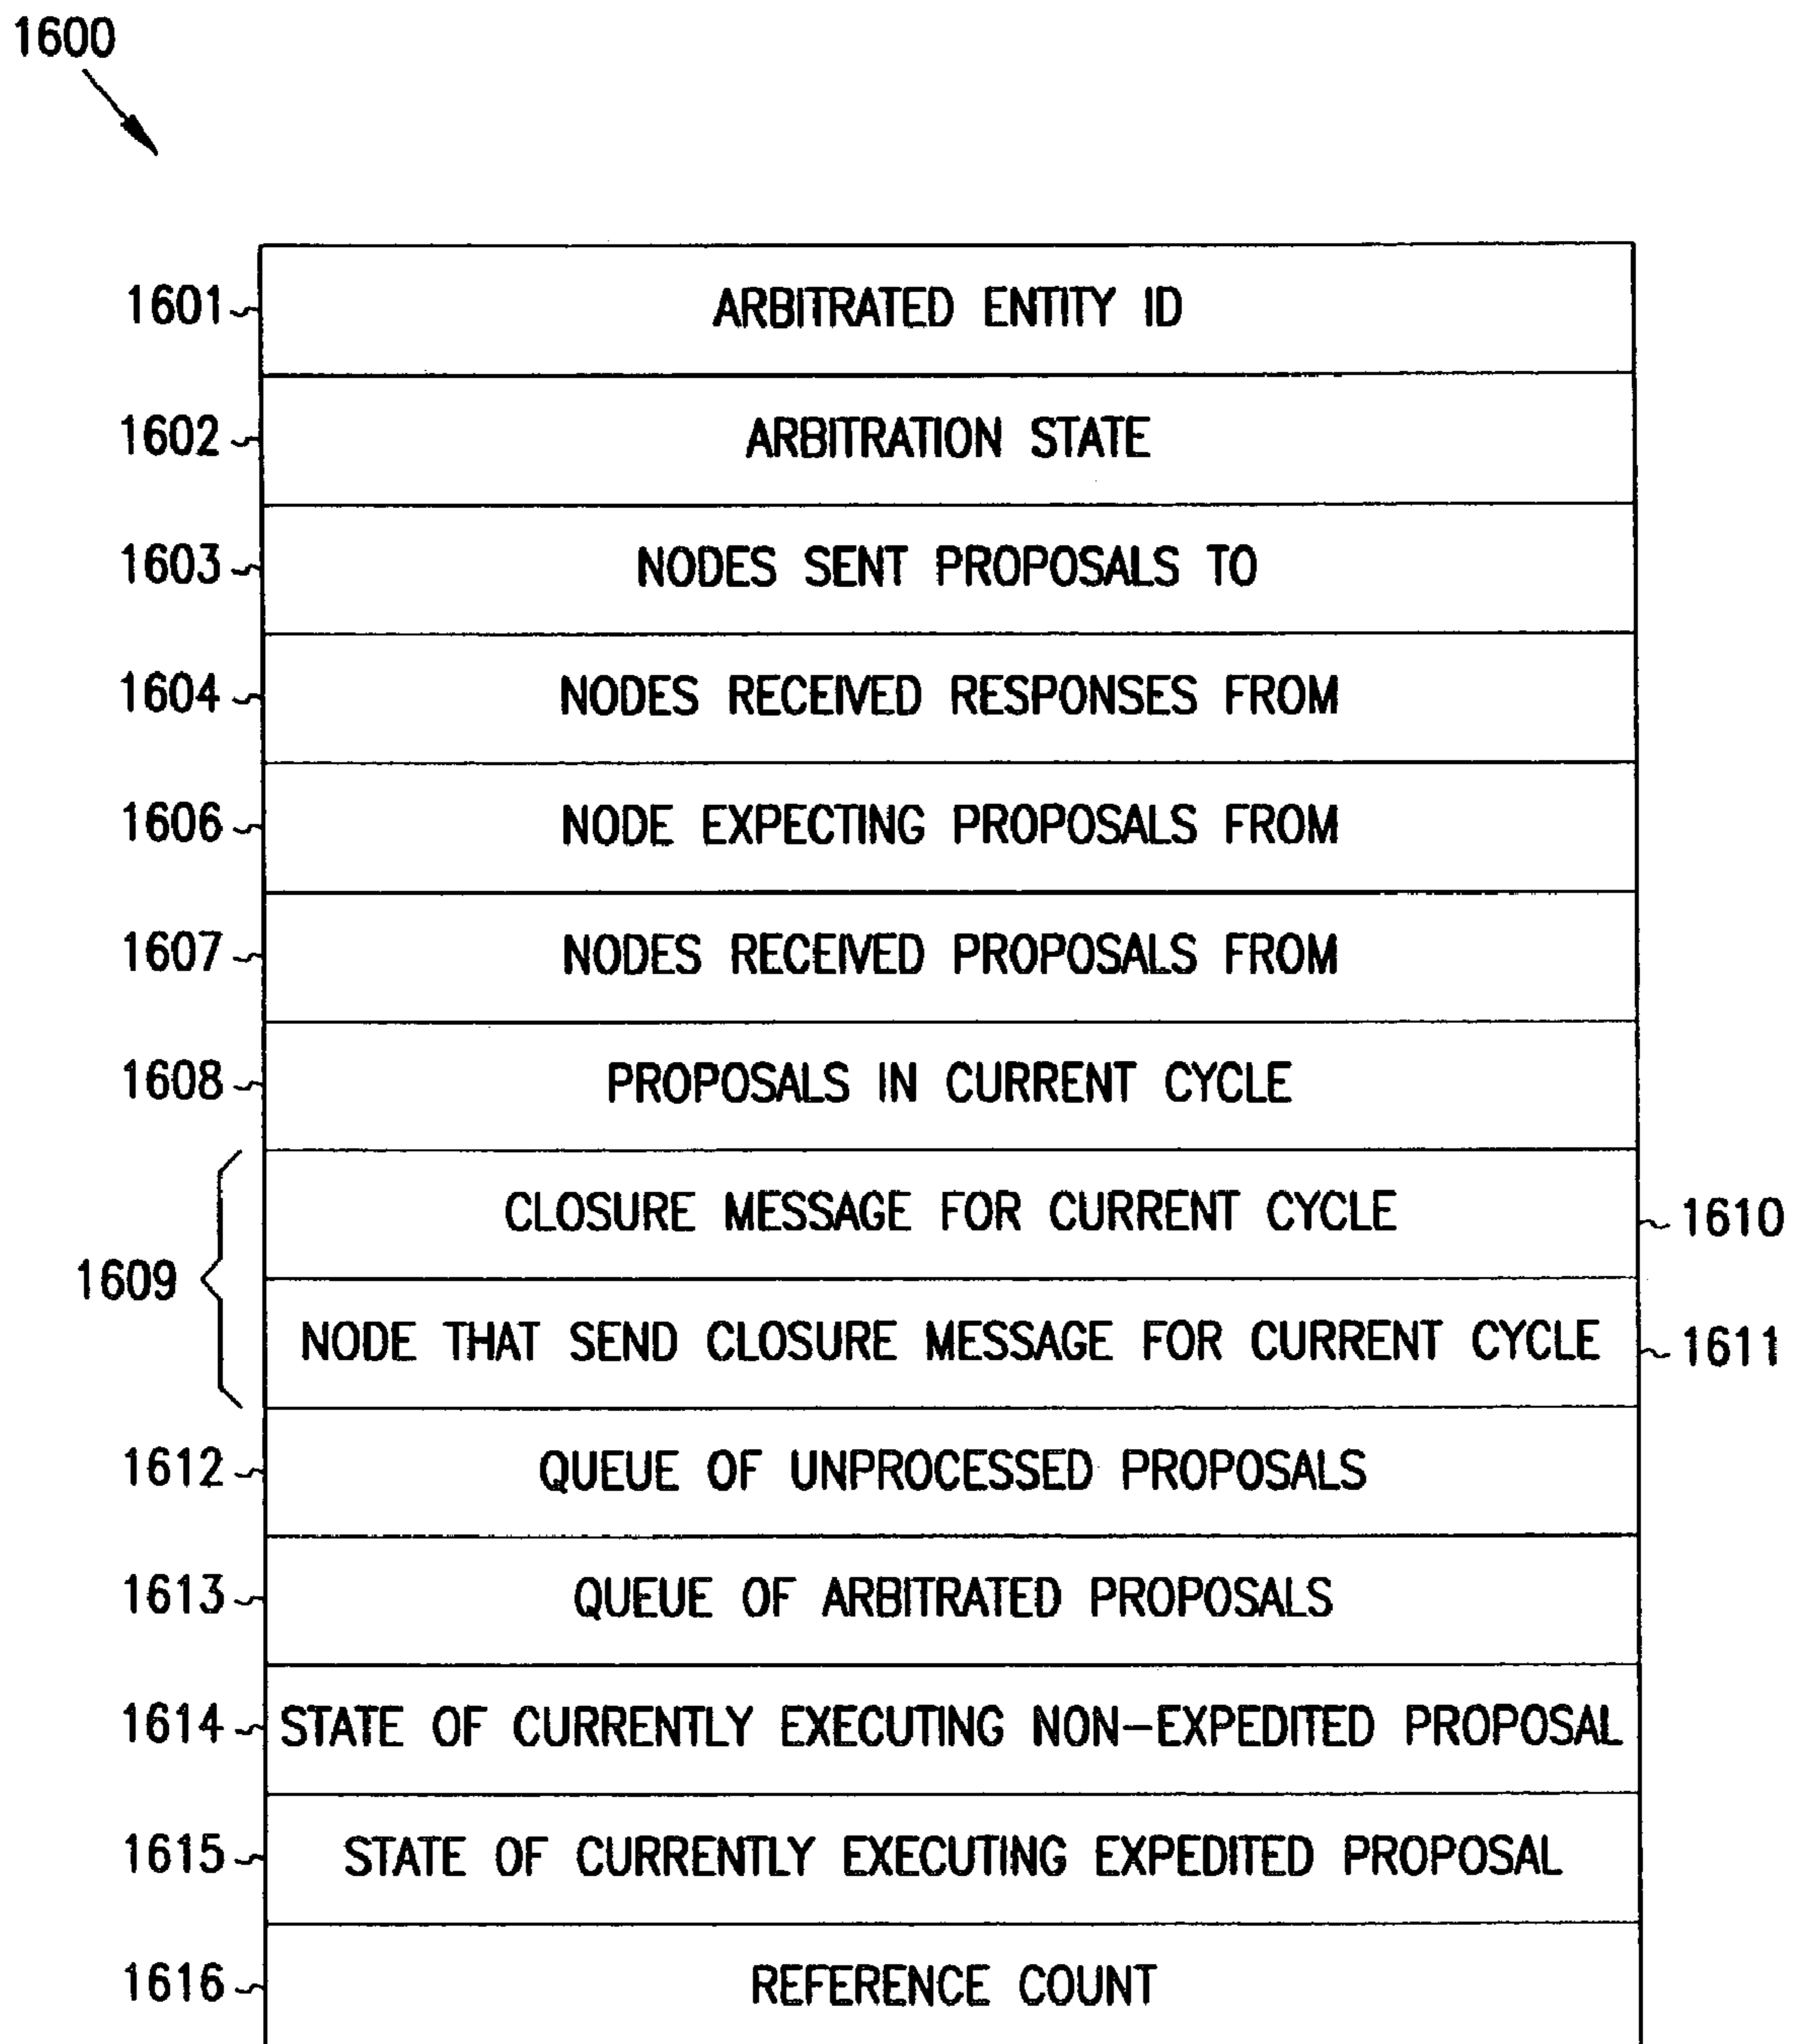 1600
1601 ARBITRATED ENTITY ID
1602 ARBITRATION STATE
1603 NODES SENT PROPOSALS TO
1604 NODES RECEIVED RESPONSES FROM
1606 NODE EXPECTING PROPOSALS FROM
1607 NODES RECEIVED PROPOSALS FROM
1608 PROPOSALS IN CURRENT CYCLE
CLOSURE MESSAGE FOR CURRENT CYCLE 1610
1609
NODE THAT SEND CLOSURE MESSAGE FOR CURRENT CYCLE 1611
1612 QUEUE OF UNPROCESSED PROPOSALS
1613 QUEUE OF ARBITRATED PROPOSALS
1614 STATE OF CURRENTLY EXECUTING NON-EXPEDITED PROPOSAL
1615 STATE OF CURRENTLY EXECUTING EXPEDITED PROPOSAL
1616 REFERENCE COUNT